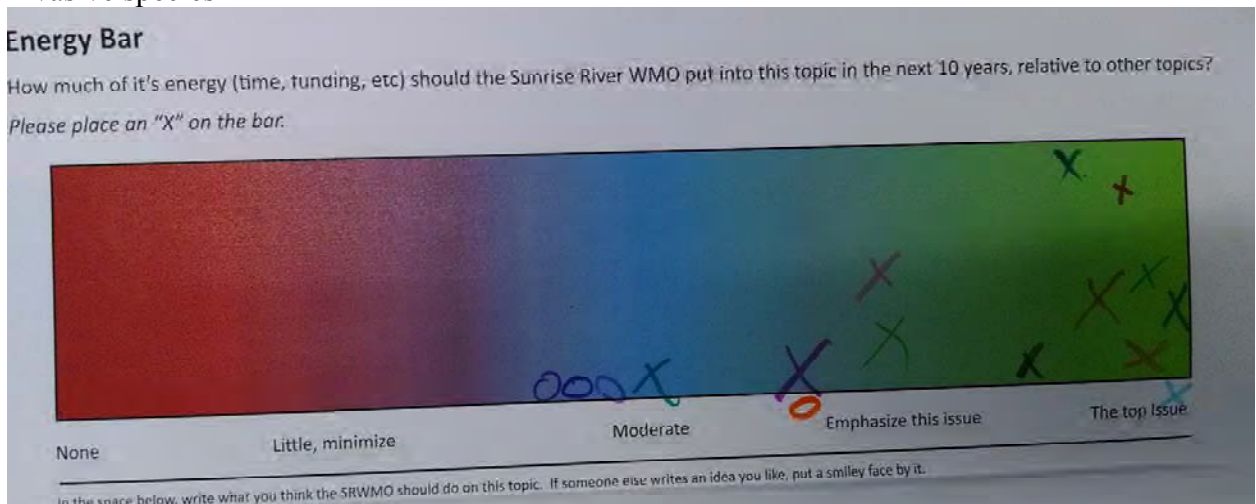 Energy Bar
How much of it's energy (time, funding, etc) should the Sunrise River WMO put into this topic in the next 10 years, relative to other topics?
Please place an "X" on the bar.
X
x
X
X
X
X
X
OOO X
X
X
X
X
O
None Little, minimize Moderate Emphasize this issue The top Issue
In the space below, write what you think the SRWMO should do on this topic. If someone else writes an idea you like, put a smiley face by it.